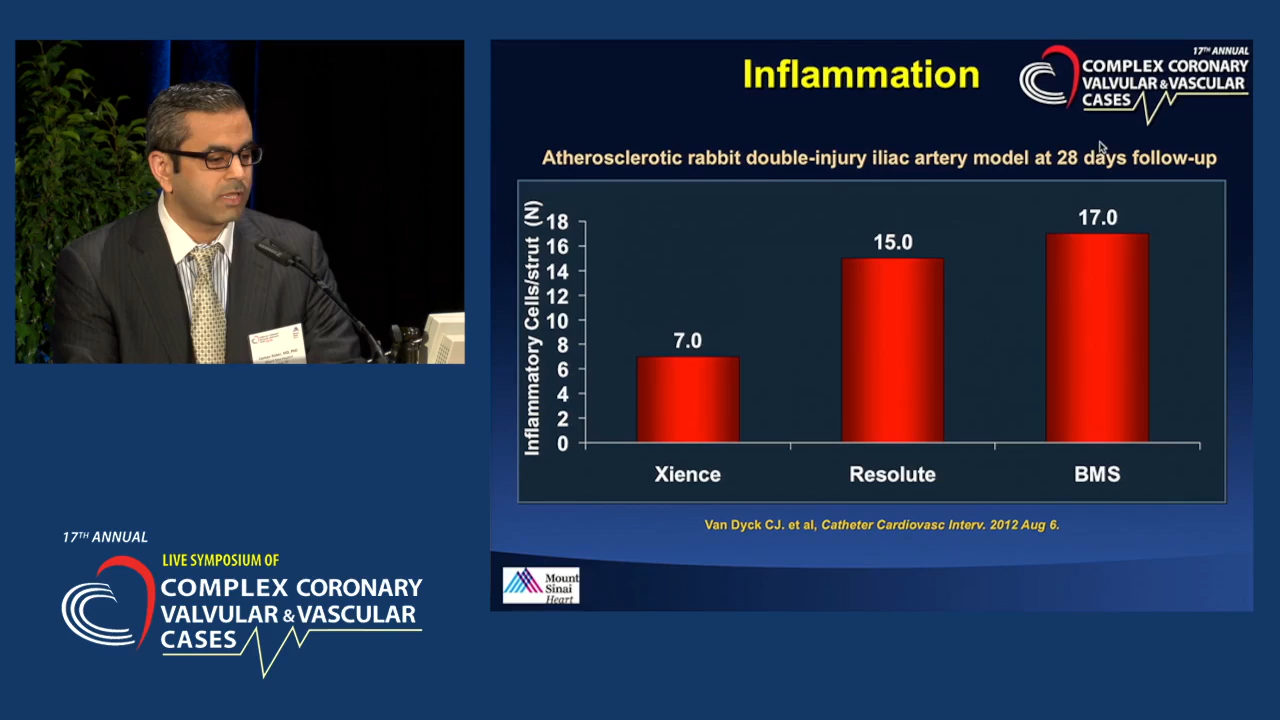 Inflammation
17TH ANNUAL
COMPLEX CORONARY
VALVULAR & VASCULAR
CASES
Atherosclerotic rabbit double-injury iliac artery model at 28 days follow-up
Inflammatory Cells/strut (N)
18
16
14
12
10
8
6
4
2
0
7.0
15.0
17.0
Xience
Resolute
BMS
Van Dyck CJ. et al, Catheter Cardiovasc Interv. 2012 Aug 6.
Mount
Sinai
Heart
17TH ANNUAL
LIVE SYMPOSIUM OF
COMPLEX CORONARY
VALVULAR & VASCULAR
CASES